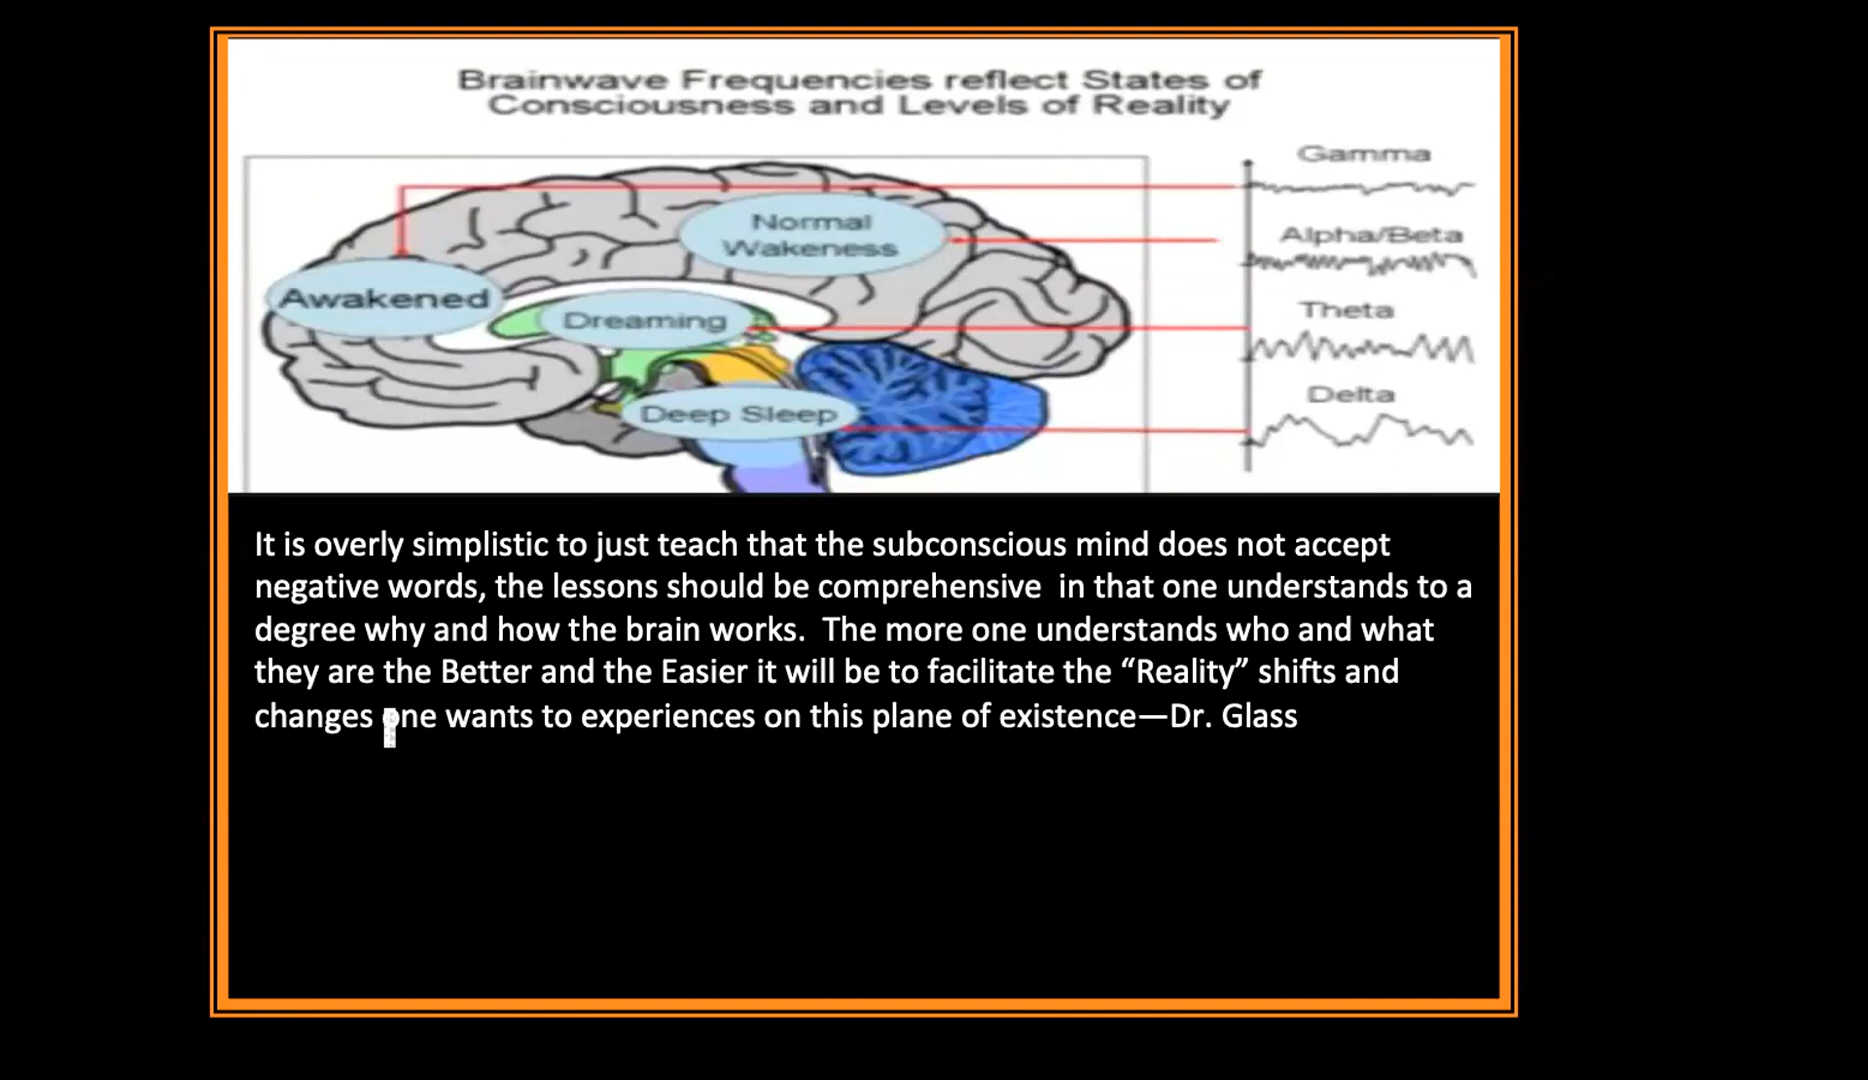 Brainwave Frequencies reflect States of
Consciousness and Levels of Reality
Gamma
Normal
Wakeness
Alpha/Beta
Awakened
Dreaming
Theta
Deep Sleep
Delta
It is overly simplistic to just teach that the subconscious mind does not accept
negative words, the lessons should be comprehensive  in that one understands to a
degree why and how the brain works.  The more one understands who and what
they are the Better and the Easier it will be to facilitate the “Reality” shifts and
changes one wants to experiences on this plane of existence—Dr. Glass